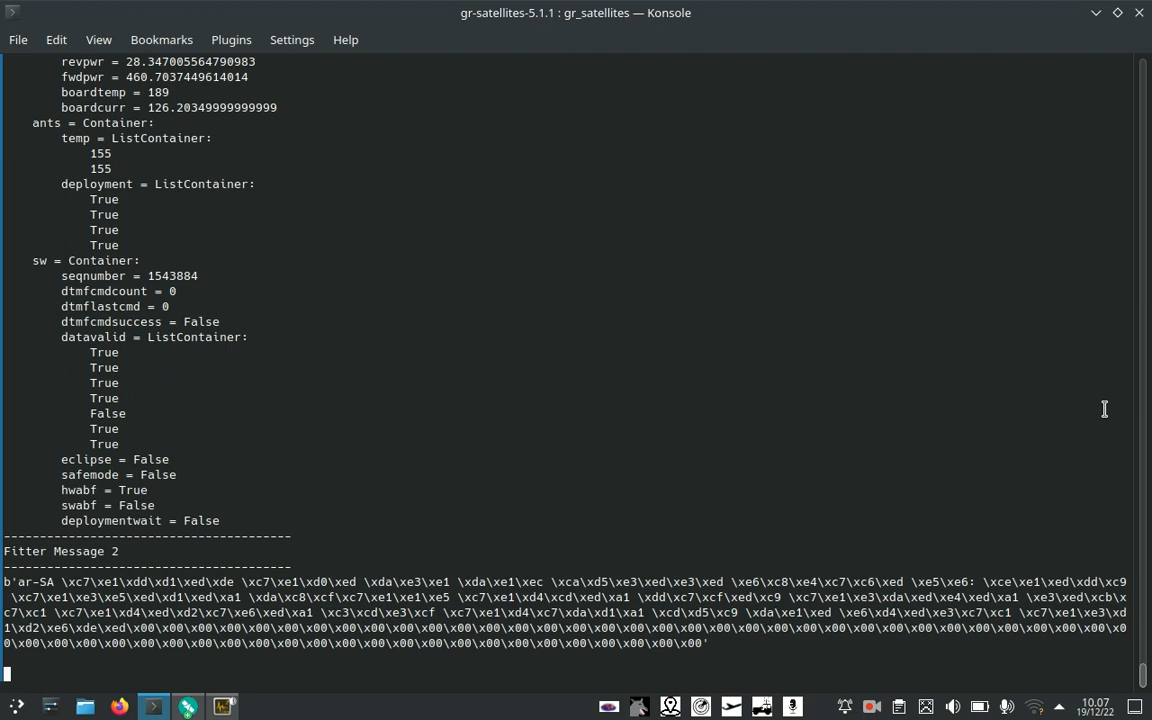 gr-satellites-5.1.1 : gr_satellites — Konsole
File Edit View Bookmarks Plugins Settings Help
revpwr = 28.347005564790983
fwdpwr = 460.7037449614014
boardtemp = 189
boardcurr = 126.20349999999999
ants = Container:
temp = ListContainer:
155
155
deployment = ListContainer:
True
True
True
True
sw = Container:
seqnumber = 1543884
dtmfcmdcount = 0
dtmflastcmd = 0
dtmfcmdsuccess = False
datavalid = ListContainer:
True
True
True
True
False
True
True
eclipse = False
safemode = False
hwabf = True
swabf = False
deploymentwait = False
----------------------------------------
Fitter Message 2
----------------------------------------
b'ar-SA \xc7\xe1\xdd\xd1\xed\xde \xc7\xe1\xd0\xed \xda\xe3\xe1 \xda\xe1\xec \xca\xd5\xe3\xed\xe3\xed \xe6\xc8\xe4\xc7\xc6\xed \xe5\xe6: \xce\xe1\xed\xdd\xc9
\xc7\xe1\xe3\xe5\xed\xd1\xed\xa1 \xda\xc8\xcf\xc7\xe1\xe1\xe5 \xc7\xe1\xd4\xcd\xed\xa1 \xdd\xc7\xcf\xed\xc9 \xc7\xe1\xe3\xda\xed\xe4\xed\xa1 \xe3\xed\xcb\x
c7\xc1 \xc7\xe1\xd4\xed\xd2\xc7\xe6\xed\xa1 \xc3\xcd\xe3\xcf \xc7\xe1\xd4\xc7\xda\xd1\xa1 \xcd\xd5\xc9 \xda\xe1\xed \xe6\xd4\xed\xe3\xc7\xc1 \xc7\xe1\xe3\xd
1\xd2\xe6\xde\xed\x00\x00\x00\x00\x00\x00\x00\x00\x00\x00\x00\x00\x00\x00\x00\x00\x00\x00\x00\x00\x00\x00\x00\x00\x00\x00\x00\x00\x00\x00\x00\x00\x00\x00\x0
0\x00\x00\x00\x00\x00\x00\x00\x00\x00\x00\x00\x00\x00\x00\x00\x00\x00\x00\x00\x00\x00\x00\x00'
10.07
19/12/22